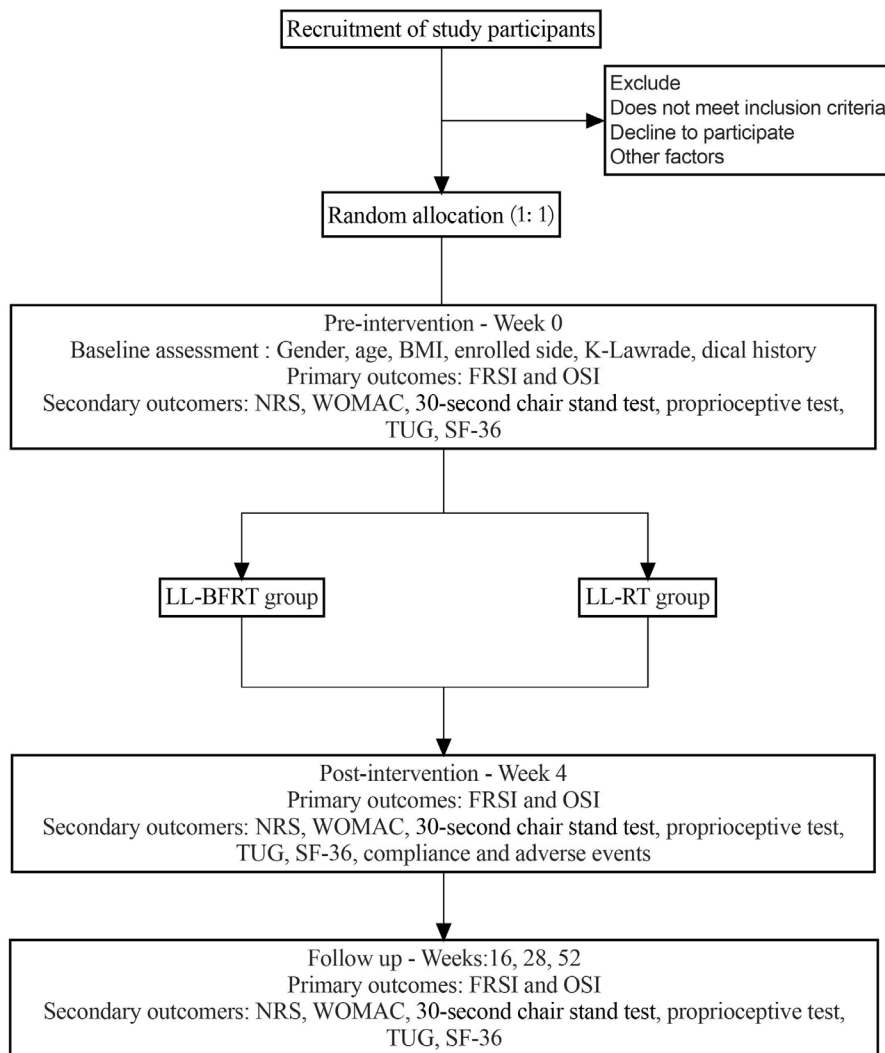 Recruitment of study participants
Exclude
Does not meet inclusion criteria
Decline to participate
Other factors
Random allocation (1: 1)
Pre-intervention - Week 0
Baseline assessment : Gender, age, BMI, enrolled side, K-Lawrade, dical history
Primary outcomes: FRSI and OSI
Secondary outcomers: NRS, WOMAC, 30-second chair stand test, proprioceptive test,
TUG, SF-36
LL-BFRT group
LL-RT group
Post-intervention - Week 4
Primary outcomes: FRSI and OSI
Secondary outcomers: NRS, WOMAC, 30-second chair stand test, proprioceptive test,
TUG, SF-36, compliance and adverse events
Follow up - Weeks:16, 28, 52
Primary outcomes: FRSI and OSI
Secondary outcomers: NRS, WOMAC, 30-second chair stand test, proprioceptive test,
TUG, SF-36